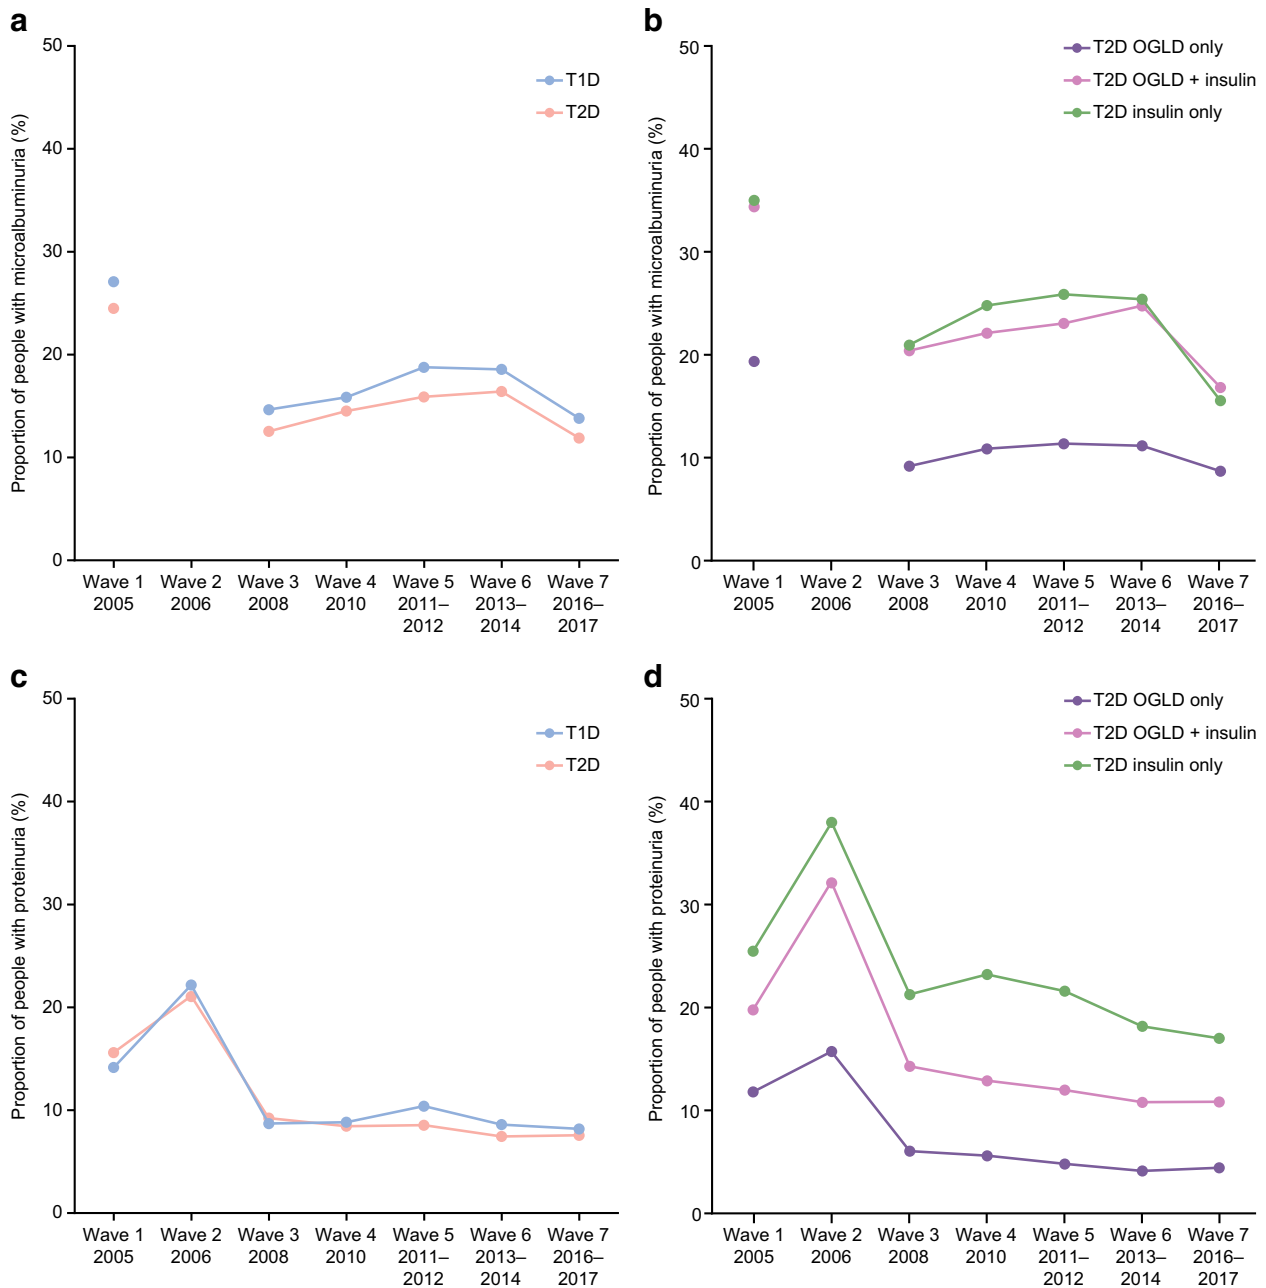 a
Proportion of people with microalbuminuria (%)
50
40
30
20
10
0
T1D
T2D
Wave 1 Wave 2 Wave 3 Wave 4 Wave 5 Wave 6 Wave 7
2005 2006 2008 2010 2011– 2013– 2016–
2012 2014 2017
b
Proportion of people with microalbuminuria (%)
50
40
30
20
10
0
T2D OGLD only
T2D OGLD + insulin
T2D insulin only
Wave 1 Wave 2 Wave 3 Wave 4 Wave 5 Wave 6 Wave 7
2005 2006 2008 2010 2011– 2013– 2016–
2012 2014 2017
c
Proportion of people with proteinuria (%)
50
40
30
20
10
0
T1D
T2D
Wave 1 Wave 2 Wave 3 Wave 4 Wave 5 Wave 6 Wave 7
2005 2006 2008 2010 2011– 2013– 2016–
2012 2014 2017
d
Proportion of people with proteinuria (%)
50
40
30
20
10
0
T2D OGLD only
T2D OGLD + insulin
T2D insulin only
Wave 1 Wave 2 Wave 3 Wave 4 Wave 5 Wave 6 Wave 7
2005 2006 2008 2010 2011– 2013– 2016–
2012 2014 2017